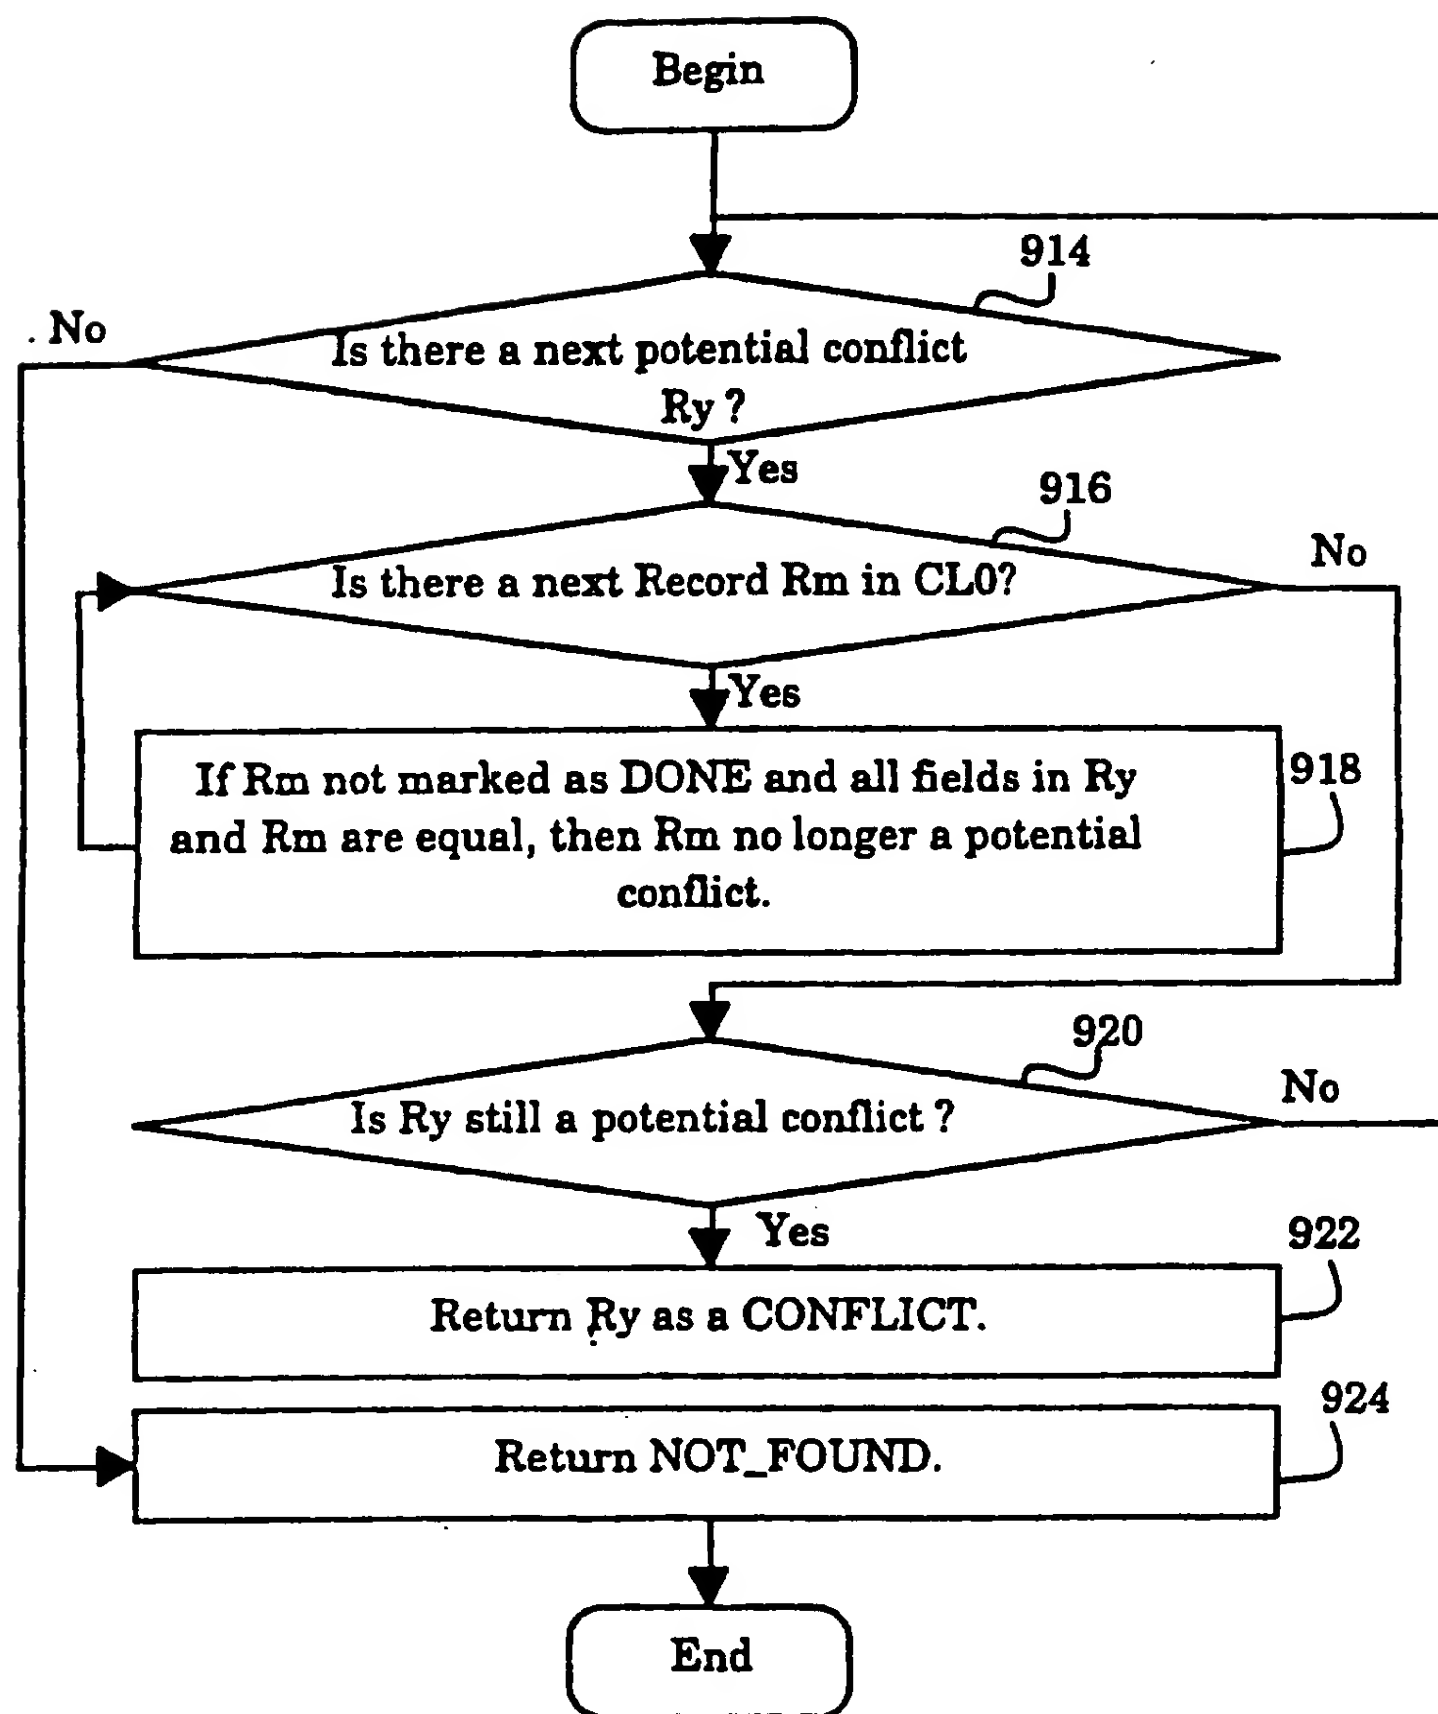 Begin
914
No
Is there a next potential conflict
Ry ?
Yes
916
No
Is there a next Record Rm in CL0?
Yes
918
If Rm not marked as DONE and all fields in Ry
and Rm are equal, then Rm no longer a potential
conflict.
920
No
Is Ry still a potential conflict ?
Yes
922
Return Ry as a CONFLICT.
924
Return NOT_FOUND.
End